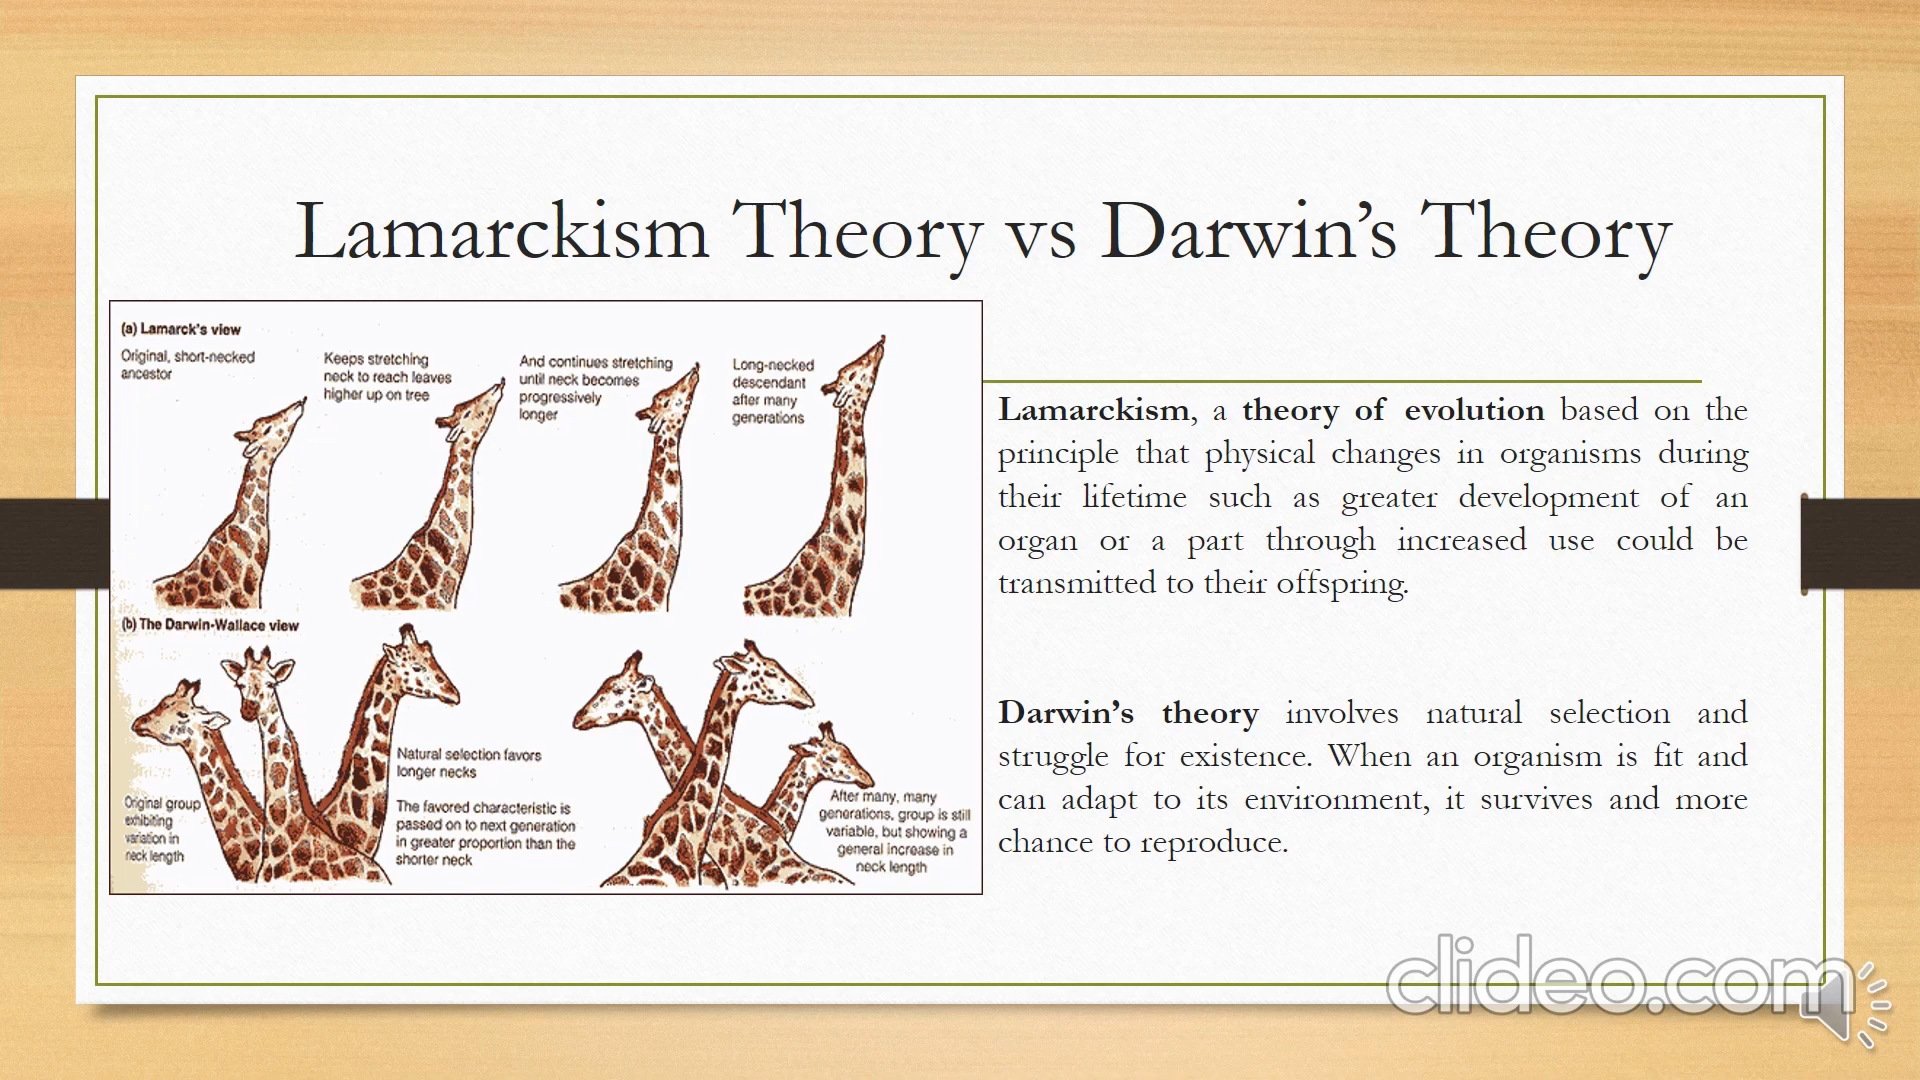 Lamarckism Theory vs Darwin’s Theory
(a) Lamarck's view
Original, short-necked
ancestor
Keeps stretching
neck to reach leaves
higher up on tree
And continues stretching
until neck becomes
progressively
longer
Long-necked
descendant
after many
generations
(b) The Darwin-Wallace view
Original group
exhibiting
variation in
neck length
Natural selection favors
longer necks
The favored characteristic is
passed on to next generation
in greater proportion than the
shorter neck
After many, many
generations, group is still
variable, but showing a
general increase in
neck length
Lamarckism, a theory of evolution based on the
principle that physical changes in organisms during
their lifetime such as greater development of an
organ or a part through increased use could be
transmitted to their offspring.
Darwin’s theory involves natural selection and
struggle for existence. When an organism is fit and
can adapt to its environment, it survives and more
chance to reproduce.
clideo.com